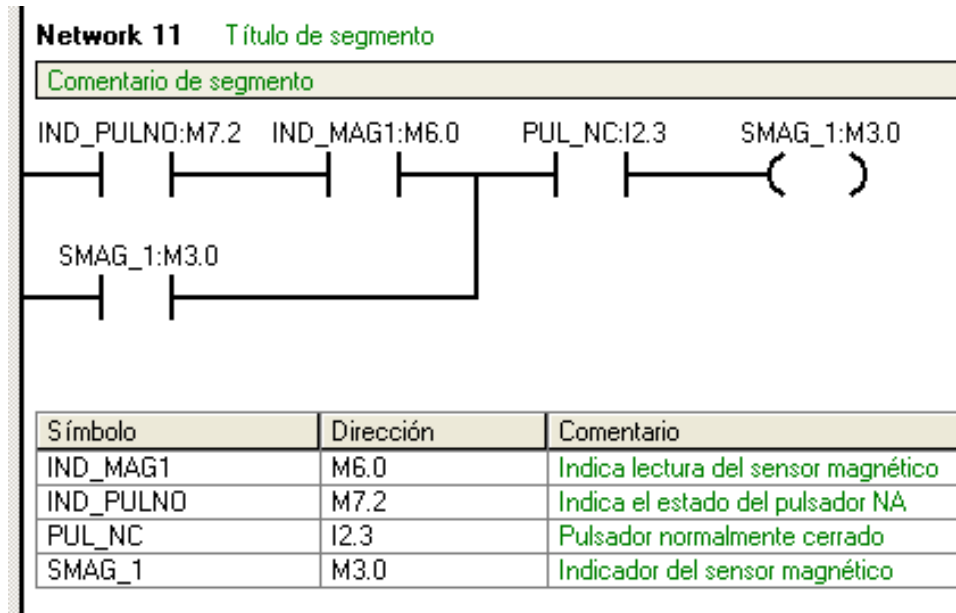 Network 11 Título de segmento
Comentario de segmento
IND_PULNO:M7.2 IND_MAG1:M6.0 PUL_NC:I2.3 SMAG_1:M3.0
SMAG_1:M3.0
Símbolo Dirección Comentario
IND_MAG1 M6.0 Indica lectura del sensor magnético
IND_PULNO M7.2 Indica el estado del pulsador NA
PUL_NC I2.3 Pulsador normalmente cerrado
SMAG_1 M3.0 Indicador del sensor magnético